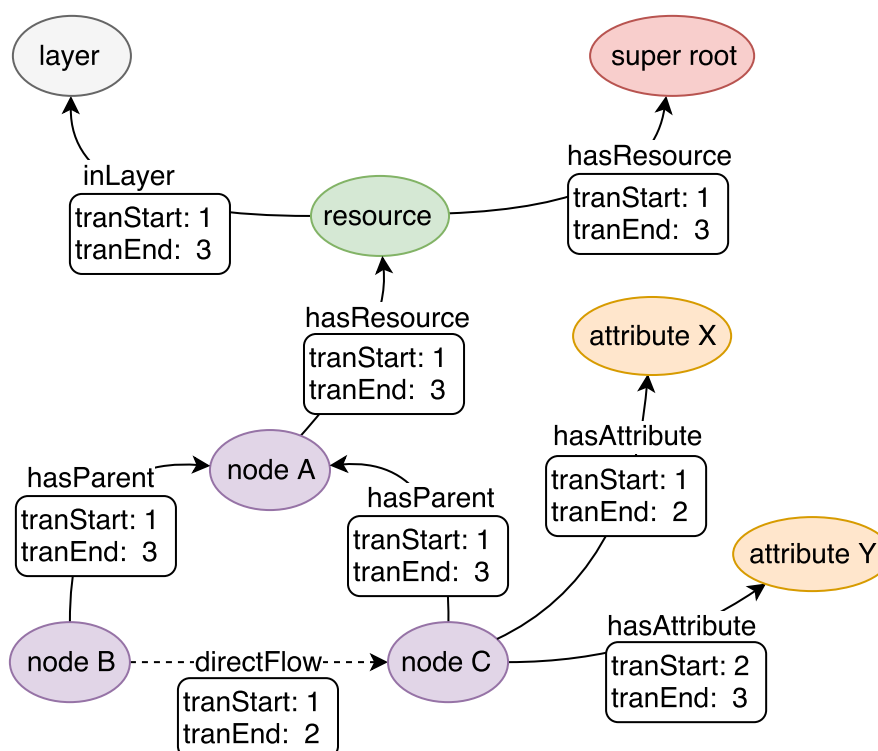 layer
super root
hasResource
inLayer
tranStart: 1
tranEnd: 3
resource
tranStart: 1
tranEnd: 3
hasResource
tranStart: 1
tranEnd: 3
attribute X
hasAttribute
tranStart: 1
tranEnd: 2
node A
hasParent
tranStart: 1
tranEnd: 3
hasParent
tranStart: 1
tranEnd: 3
attribute Y
hasAttribute
tranStart: 2
tranEnd: 3
node B
directFlow
node C
tranStart: 1
tranEnd: 2